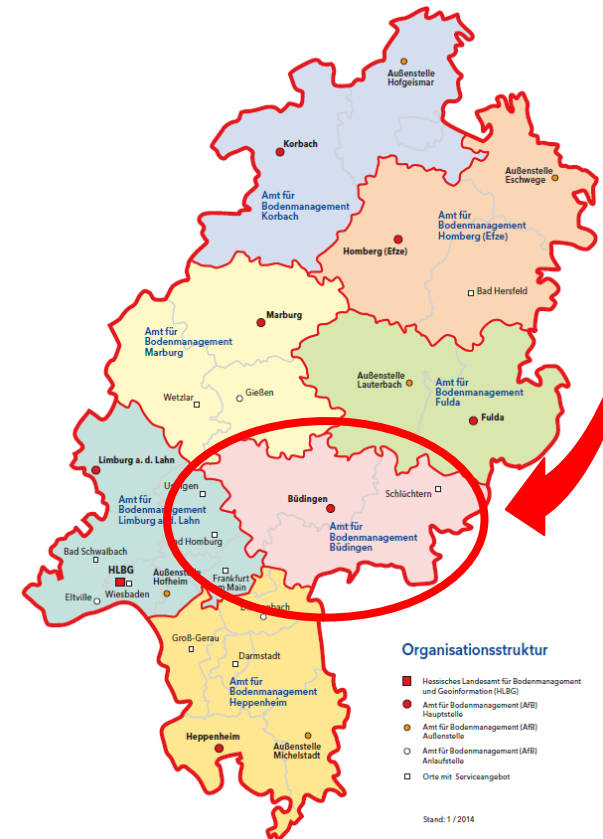 Außenstelle
Hofgeismar
Korbach
Amt für
Bodenmanagement
Korbach
Außenstelle
Eschwege
Amt für
Bodenmanagement
Homberg (Efze)
Homberg (Efze)
Bad Hersfeld
Marburg
Amt für
Bodenmanagement
Marburg
Wetzlar
Gießen
Außenstelle
Lauterbach
Amt für
Bodenmanagement
Fulda
Fulda
Limburg a. d. Lahn
Amt für
Bodenmanagement
Limburg a. d. Lahn
Schlüchtern
Büdingen
Amt für
Bodenmanagement
Büdingen
Bad Homburg
Bad Schwalbach
HLBG
Wiesbaden
Eltville
Außenstelle
Hofheim
Frankfurt
am Main
Groß-Gerau
Darmstadt
Amt für
Bodenmanagement
Heppenheim
Heppenheim
Außenstelle
Michelstadt
Organisationsstruktur
Hessisches Landesamt für Bodenmanagement
und Geoinformation (HLBG)
Amt für Bodenmanagement (AfB)
Hauptstelle
Amt für Bodenmanagement (AfB)
Außenstelle
Amt für Bodenmanagement (AfB)
Anlaufstelle
Orte mit Serviceangebot
Stand: 1 / 2014